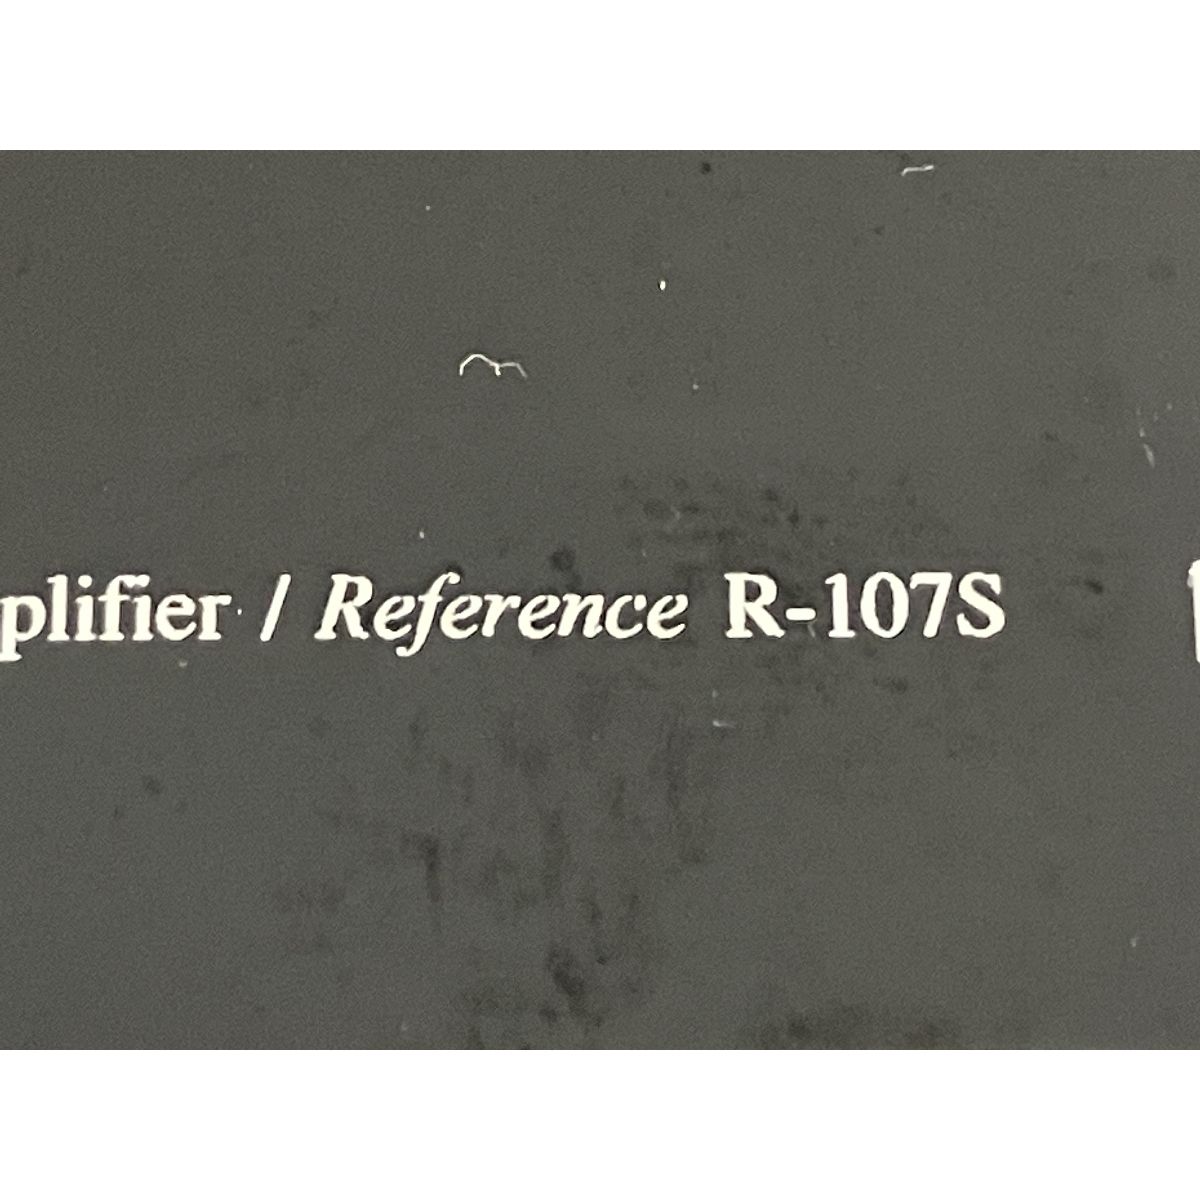 plifier / Reference R-107S